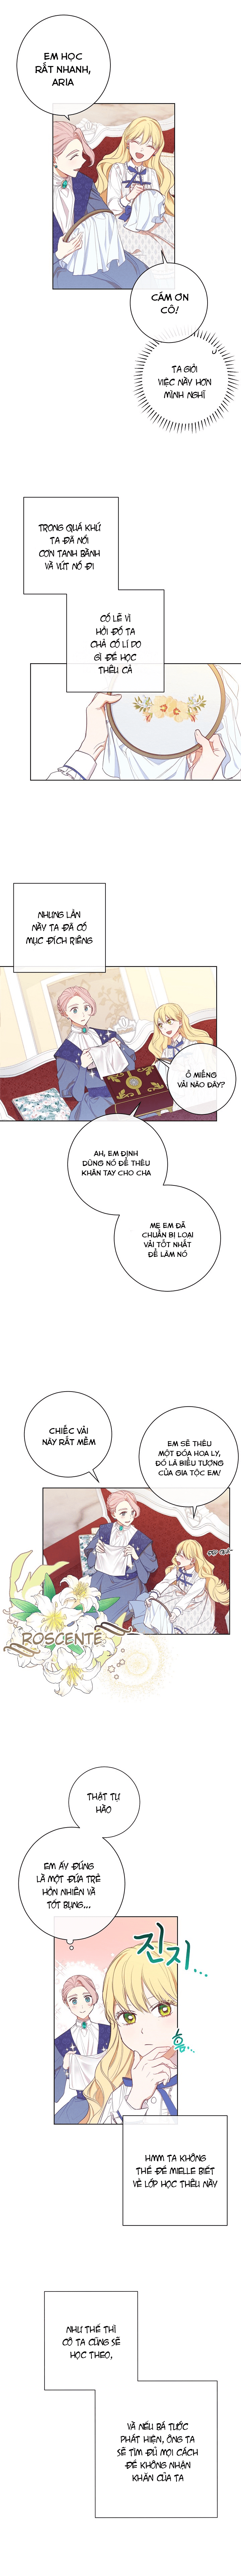 EM HỌC
RẤT NHANH,
ARIA
CẢM ƠN
CÔ!
TA GIỎI
VIỆC NÀY HƠN
MÌNH NGHĨ
TRONG QUÁ KHỨ
TA ĐÃ NỔI
CƠN TANH BÀNH
VÀ VỨT NÓ ĐI
CÓ LẼ VÌ
HỒI ĐÓ TA
CHẢ CÓ LÍ DO
GÌ ĐỂ HỌC
THÊU CẢ
NHƯNG LẦN
NÀY TA ĐÃ CÓ
MỤC ĐÍCH RIÊNG
Ồ MIẾNG
VẢI NÀO ĐÂY?
AH, EM ĐỊNH
DÙNG NÓ ĐỂ THÊU
KHĂN TAY CHO CHA
MẸ EM ĐÃ
CHUẨN BỊ LOẠI
VẢI TỐT NHẤT
ĐỂ LÀM NÓ
CHIẾC VẢI
NÀY RẤT MỀM
EM SẼ THÊU
MỘT ĐÓA HOA LY,
ĐÓ LÀ BIỂU TƯỢNG
CỦA GIA TỘC EM!
ROSCENTE
THẬT TỰ
HÀO
EM ẤY ĐÚNG
LÀ MỘT ĐỨA TRẺ
HỒN NHIÊN VÀ
TỐT BỤNG...
진지...
흠...
HMM TA KHÔNG
THỂ ĐỂ MIELLE BIẾT
VỀ LỚP HỌC THÊU NÀY
NHƯ THẾ THÌ
CÔ TA CŨNG SẼ
HỌC THEO,
VÀ NẾU BÁ TƯỚC
PHÁT HIỆN, ÔNG TA
SẼ TÌM ĐỦ MỌI CÁCH
ĐỂ KHÔNG NHẬN
KHĂN CỦA TA